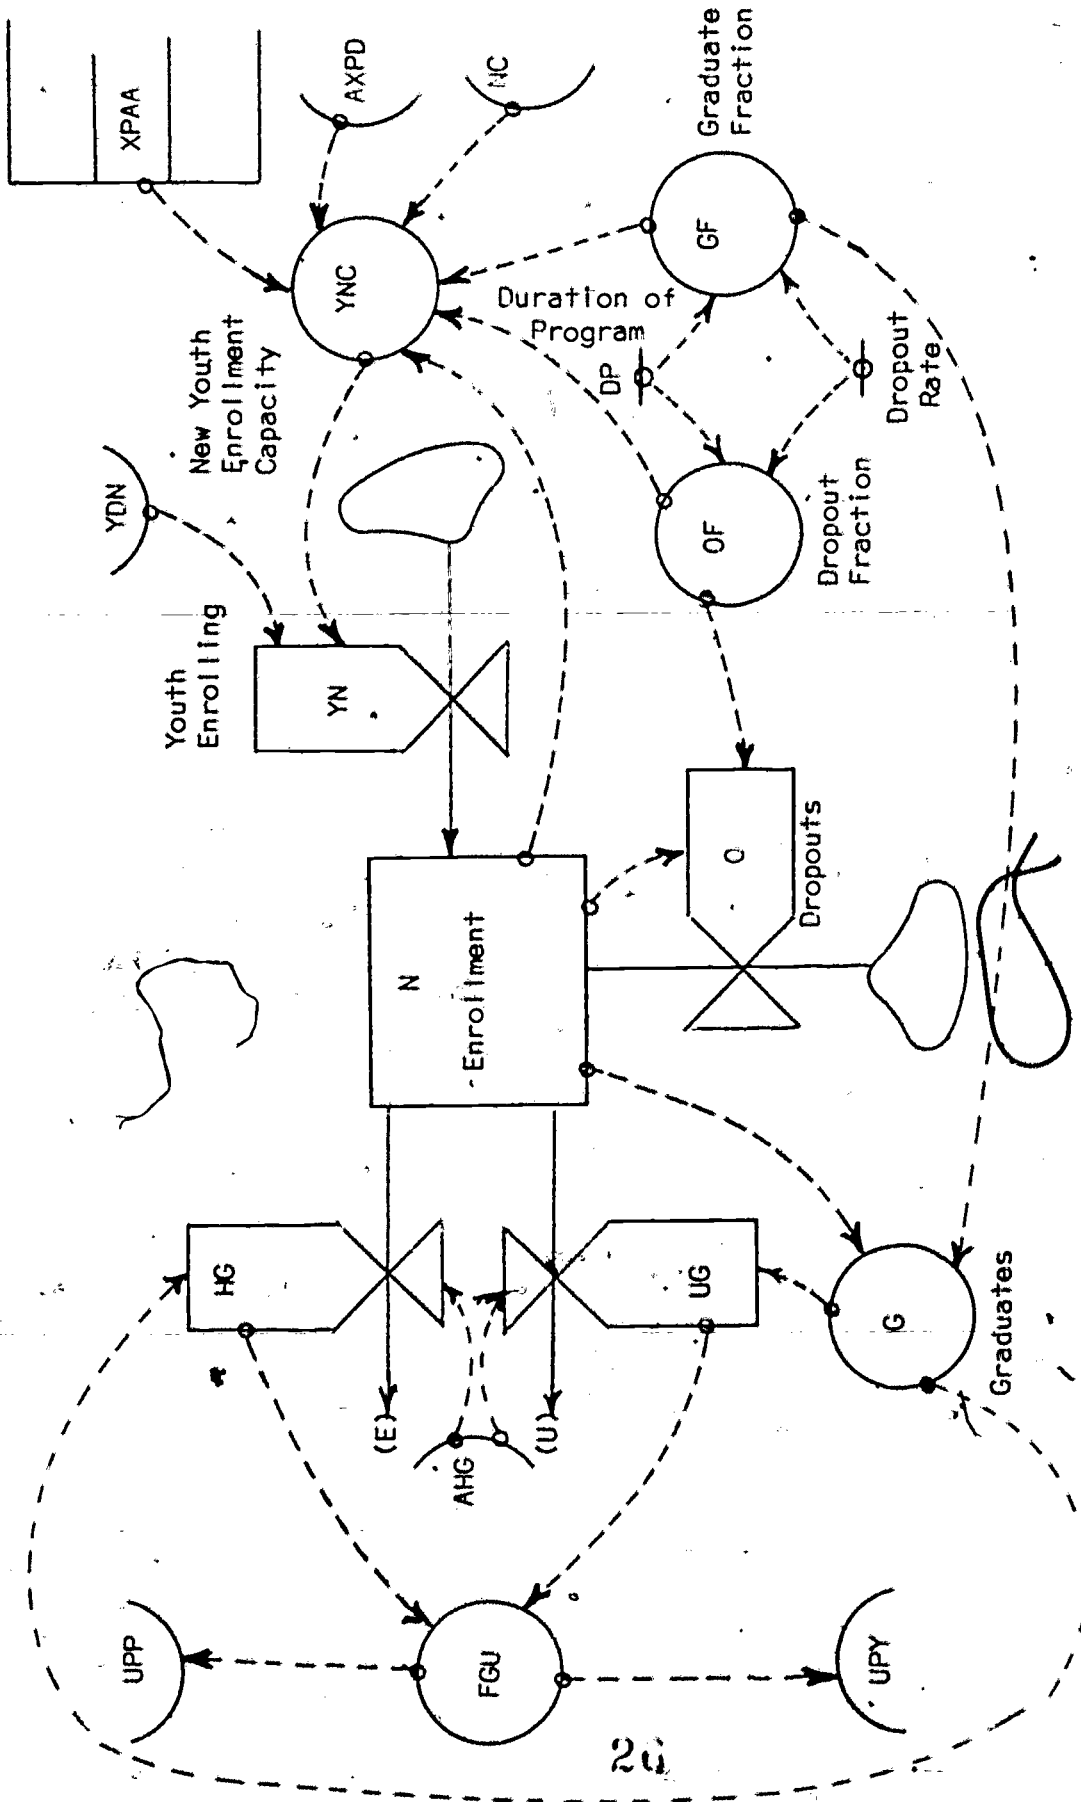 XPAA
AXPD
NC
Graduate
Fraction
YNC
GF
New Youth
Enrollment
Capacity
Duration of
Program
DP
Dropout
Rate
YDN
OF
Dropout
Fraction
Youth
Enrolling
YN
N
Enrollment
O
Dropouts
HG
UG
G
Graduates
(E)
(U)
AHG
UPP
FGU
UPY
26